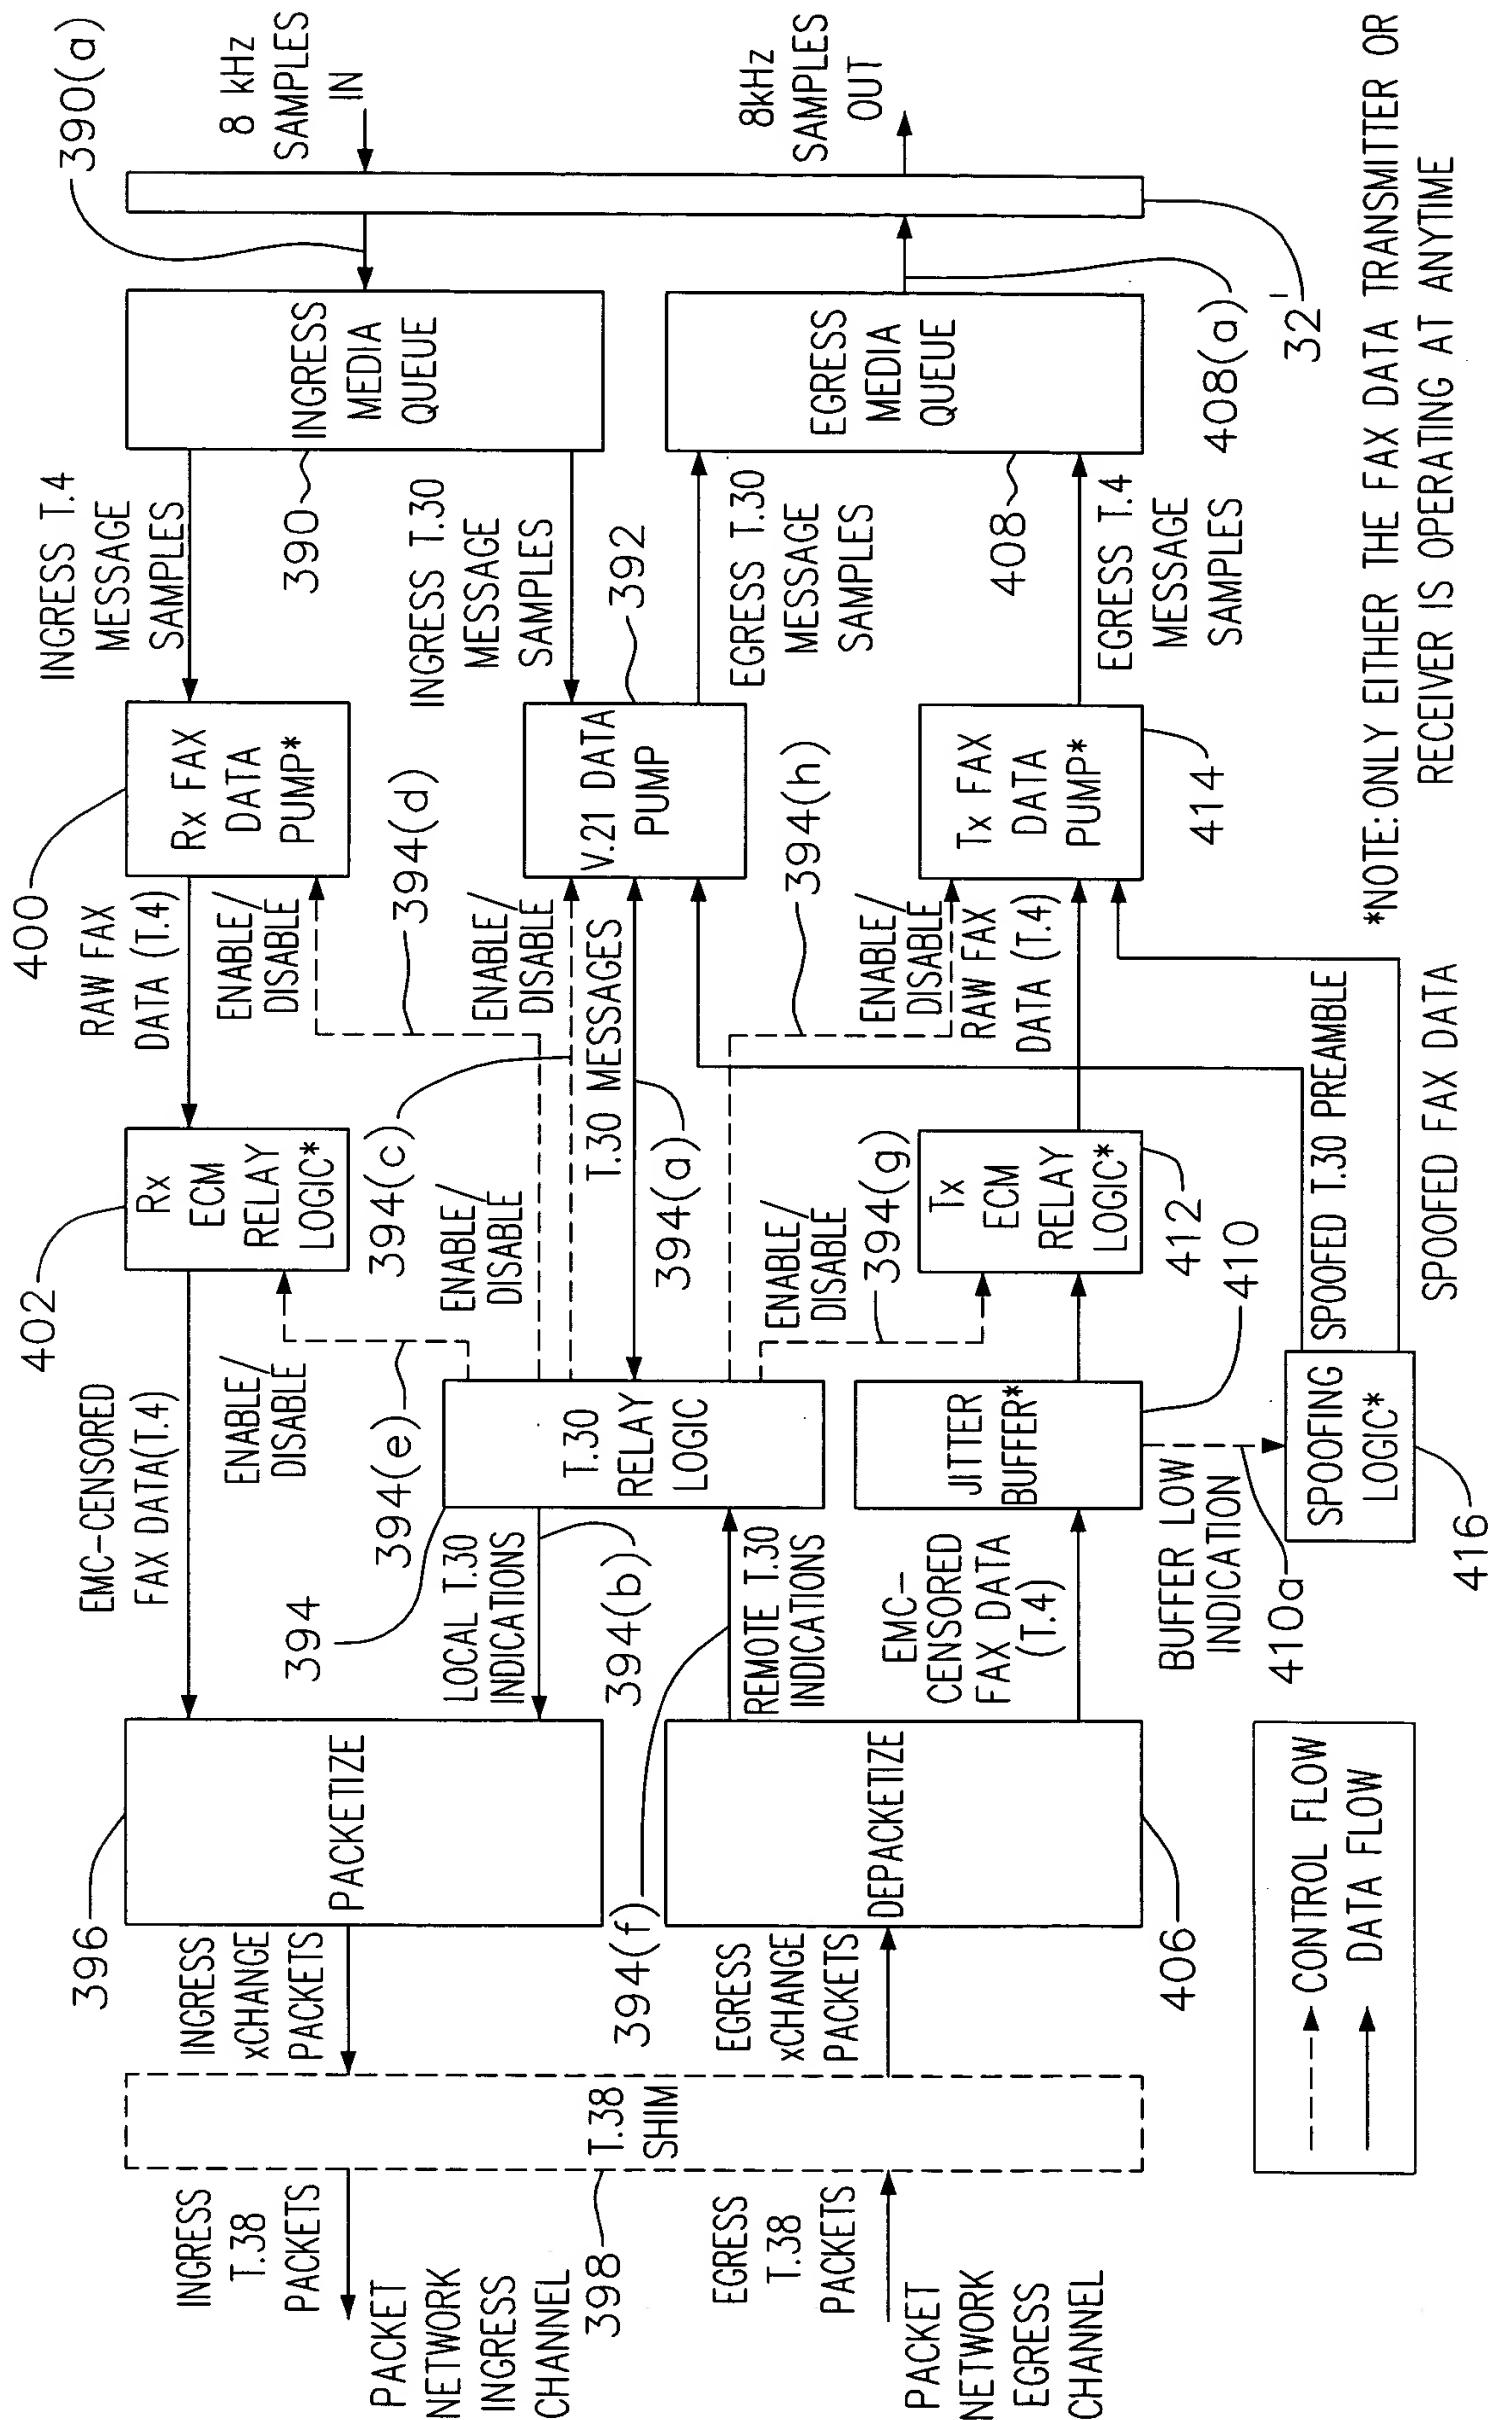 390(a)
8 kHz
SAMPLES
IN
8kHz
SAMPLES
OUT
INGRESS
MEDIA
QUEUE
390
EGRESS
MEDIA
QUEUE
408
408(a)
32'
INGRESS T.4
MESSAGE
SAMPLES
INGRESS T.30
MESSAGE
SAMPLES
392
EGRESS T.30
MESSAGE
SAMPLES
EGRESS T.4
MESSAGE
SAMPLES
400
Rx FAX
DATA
PUMP*
V.21 DATA
PUMP
Tx FAX
DATA
PUMP*
414
RAW FAX
DATA (T.4)
ENABLE/
DISABLE
394(d)
ENABLE/
DISABLE
T.30 MESSAGES
394(h)
ENABLE/
DISABLE
RAW FAX
DATA (T.4)
402
Rx
ECM
RELAY
LOGIC*
394(c)
ENABLE/
DISABLE
394(a)
ENABLE/
DISABLE
394(g)
Tx
ECM
RELAY
LOGIC*
412
410
SPOOFED T.30 PREAMBLE
SPOOFED FAX DATA
EMC-CENSORED
FAX DATA(T.4)
ENABLE/
DISABLE
394(e)
394
T.30
RELAY
LOGIC
JITTER
BUFFER*
SPOOFING
LOGIC*
416
LOCAL T.30
INDICATIONS
394(b)
REMOTE T.30
INDICATIONS
EMC-
CENSORED
FAX DATA
(T.4)
BUFFER LOW
INDICATION
410a
396
PACKETIZE
394(f)
DEPACKETIZE
406
INGRESS
xCHANGE
PACKETS
EGRESS
xCHANGE
PACKETS
T.38
SHIM
398
INGRESS
T.38
PACKETS
EGRESS
T.38
PACKETS
PACKET
NETWORK
INGRESS
CHANNEL
PACKET
NETWORK
EGRESS
CHANNEL
CONTROL FLOW
DATA FLOW
*NOTE: ONLY EITHER THE FAX DATA TRANSMITTER OR
RECEIVER IS OPERATING AT ANYTIME